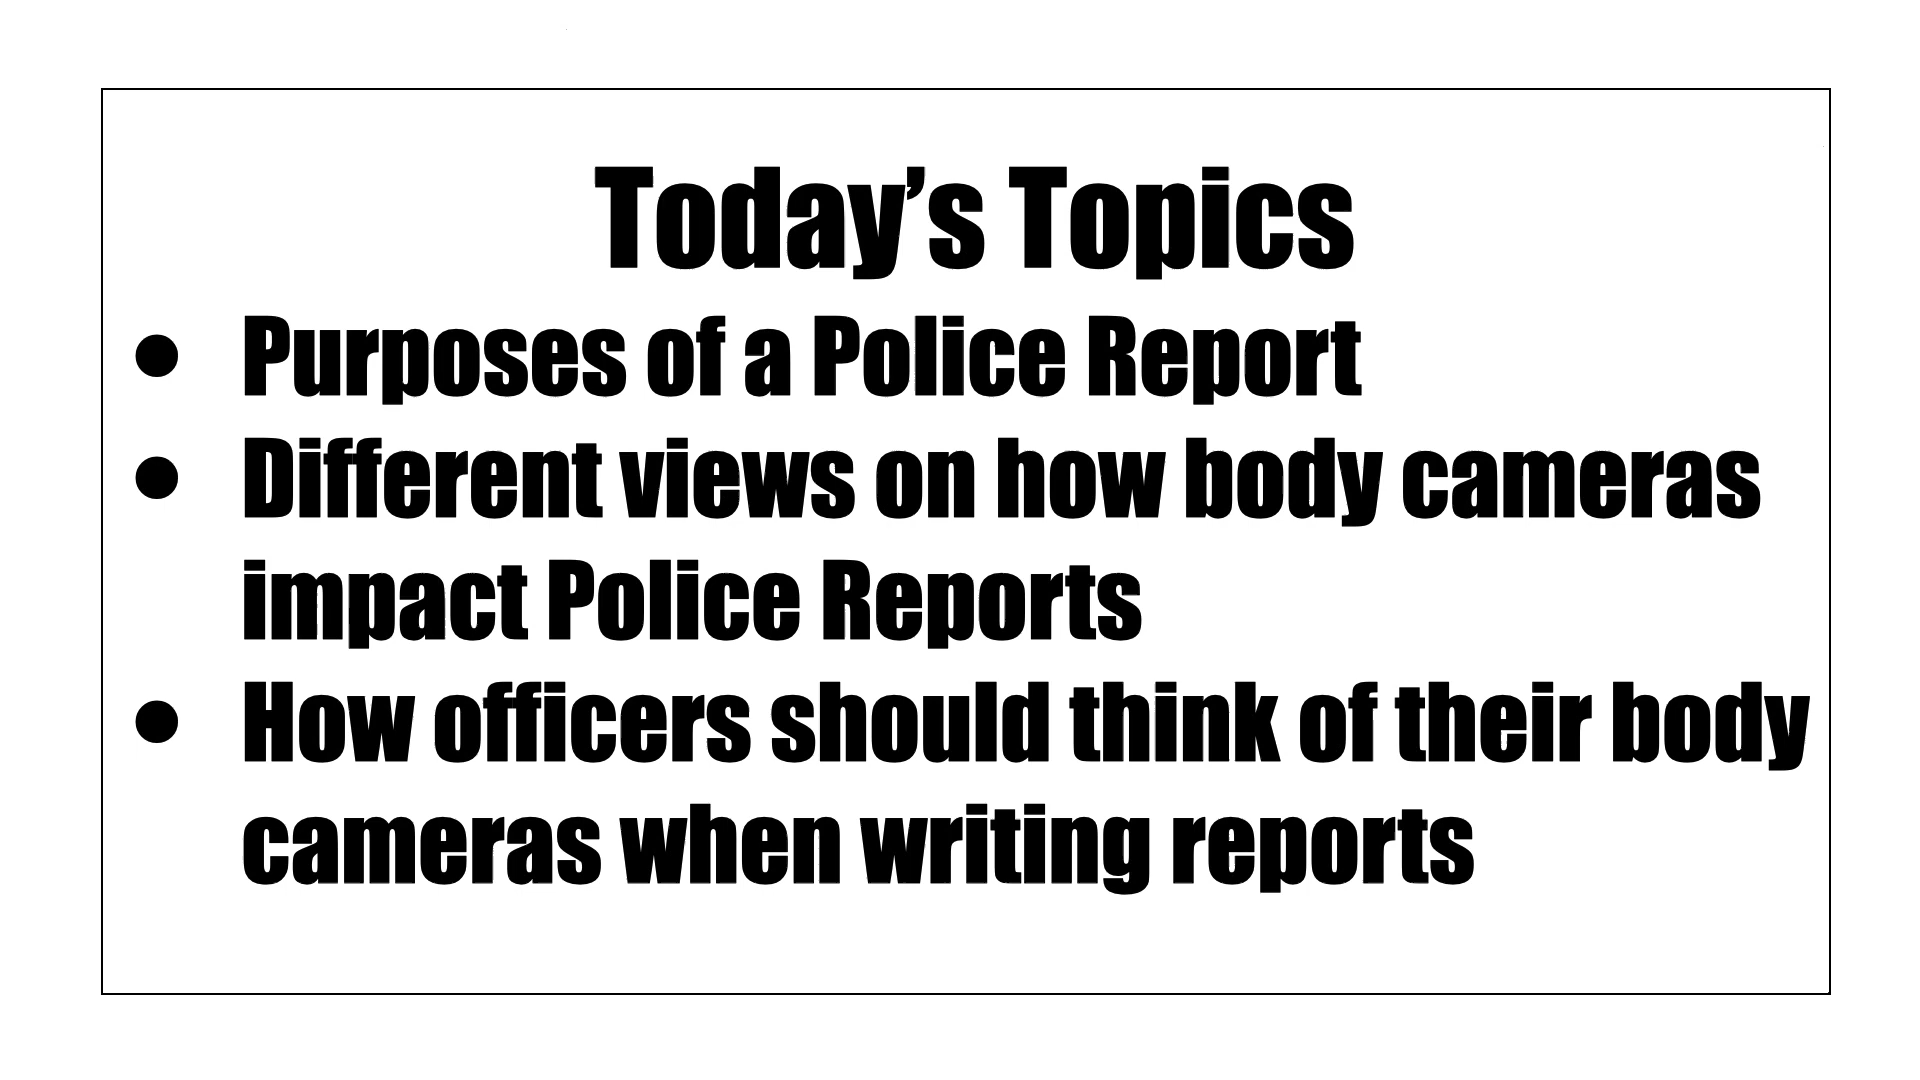 Today’s Topics
● Purposes of a Police Report
● Different views on how body cameras
impact Police Reports
● How officers should think of their body
cameras when writing reports